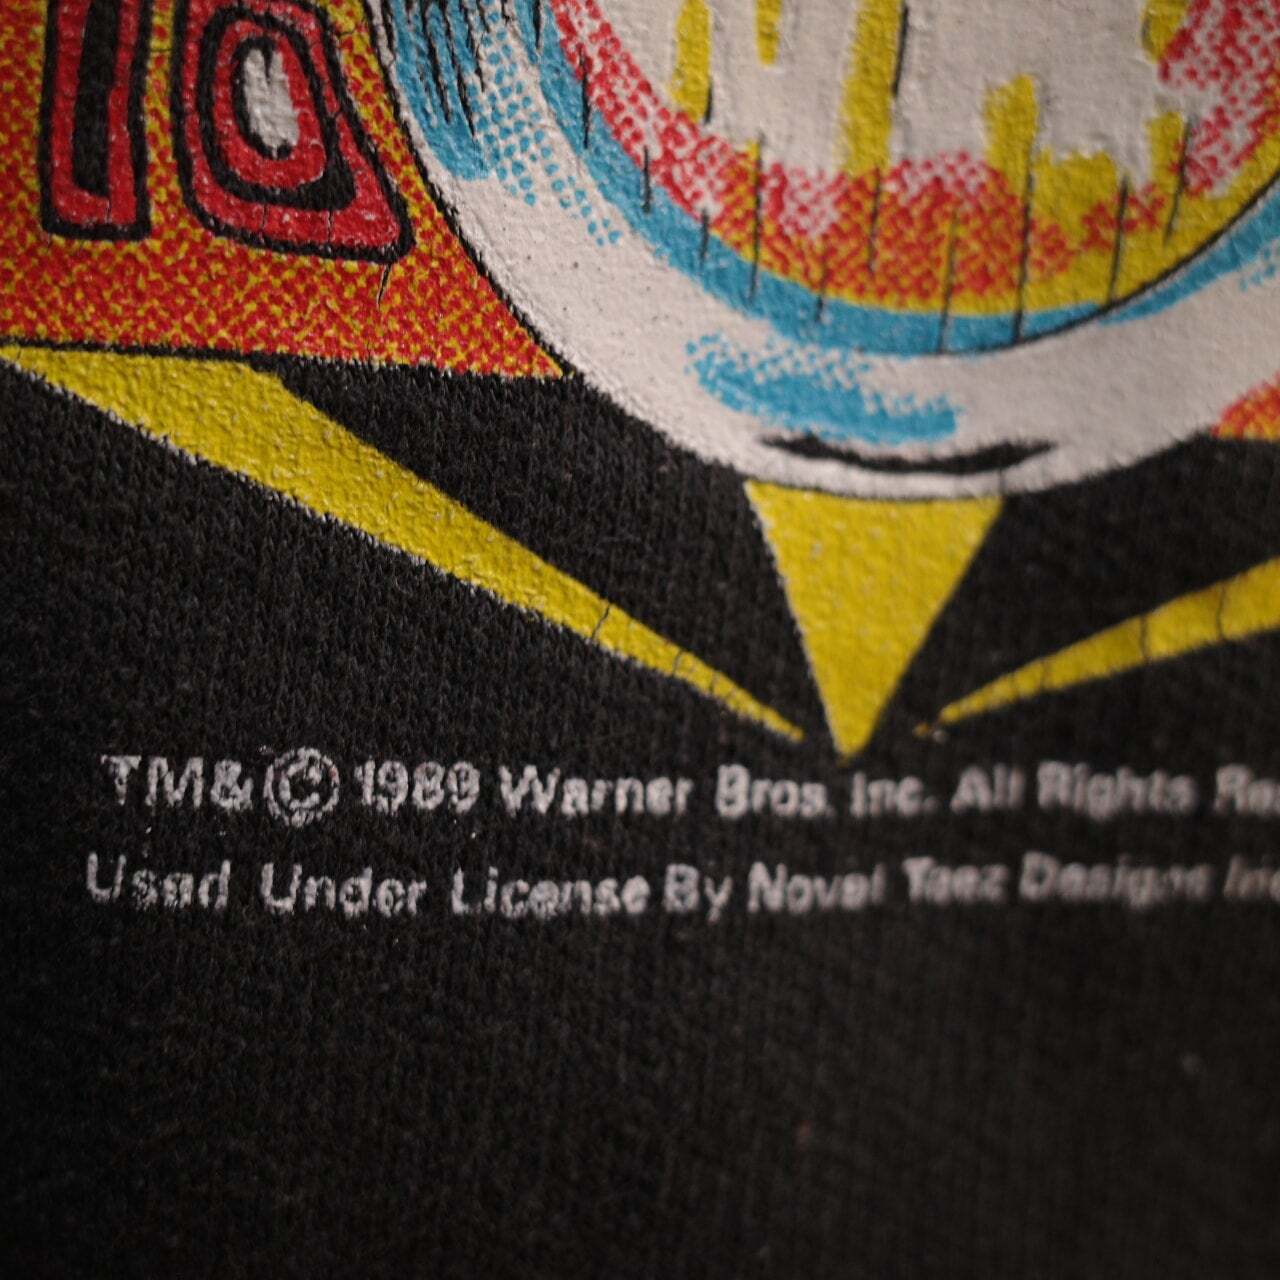 TM&© 1989 Warner Bros. Inc. All Rights
Used Under License By Novel Teez Designs